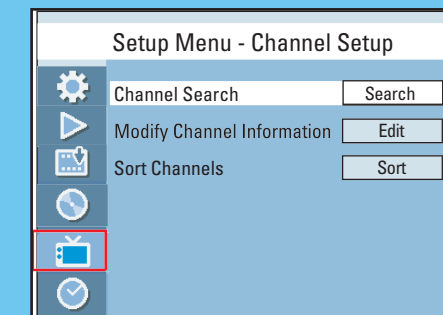 Setup Menu - Channel Setup
Channel Search Search
Modify Channel Information Edit
Sort Channels Sort